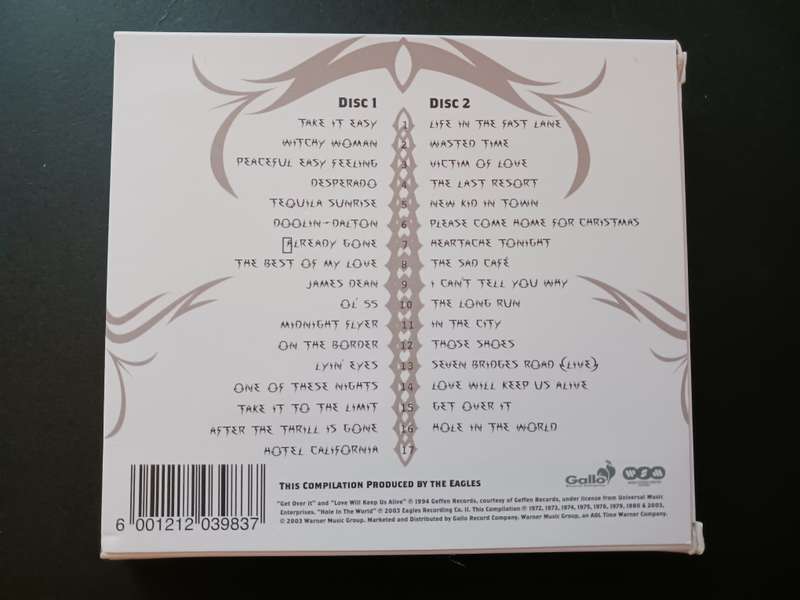 DISC 1 DISC 2
TAKE IT EASY 1 LIFE IN THE FAST LANE
WITCHY WOMAN 2 WASTED TIME
PEACEFUL EASY FEELING 3 VICTIM OF LOVE
DESPERADO 4 THE LAST RESORT
TEQUILA SUNRISE 5 NEW KID IN TOWN
DOOLIN-DALTON 6 PLEASE COME HOME FOR CHRISTMAS
ALREADY GONE 7 HEARTACHE TONIGHT
THE BEST OF MY LOVE 8 THE SAD CAFÉ
JAMES DEAN 9 I CAN'T TELL YOU WHY
OL' 55 10 THE LONG RUN
MIDNIGHT FLYER 11 IN THE CITY
ON THE BORDER 12 THOSE SHOES
LYIN' EYES 13 SEVEN BRIDGES ROAD (LIVE)
ONE OF THESE NIGHTS 14 LOVE WILL KEEP US ALIVE
TAKE IT TO THE LIMIT 15 GET OVER IT
AFTER THE THRILL IS GONE 16 HOLE IN THE WORLD
HOTEL CALIFORNIA 17
THIS COMPILATION PRODUCED BY THE EAGLES
Gallo WSM
"Get Over It" and "Love Will Keep Us Alive" ℗ 1994 Geffen Records, courtesy of Geffen Records, under license from Universal Music
Enterprises. "Hole In The World" ℗ 2003 Eagles Recording Co. II. This Compilation ℗ 1972, 1973, 1974, 1975, 1976, 1979, 1980 & 2003,
© 2003 Warner Music Group. Marketed and Distributed by Gallo Record Company. Warner Music Group, an AOL Time Warner Company.
6 001212 039837